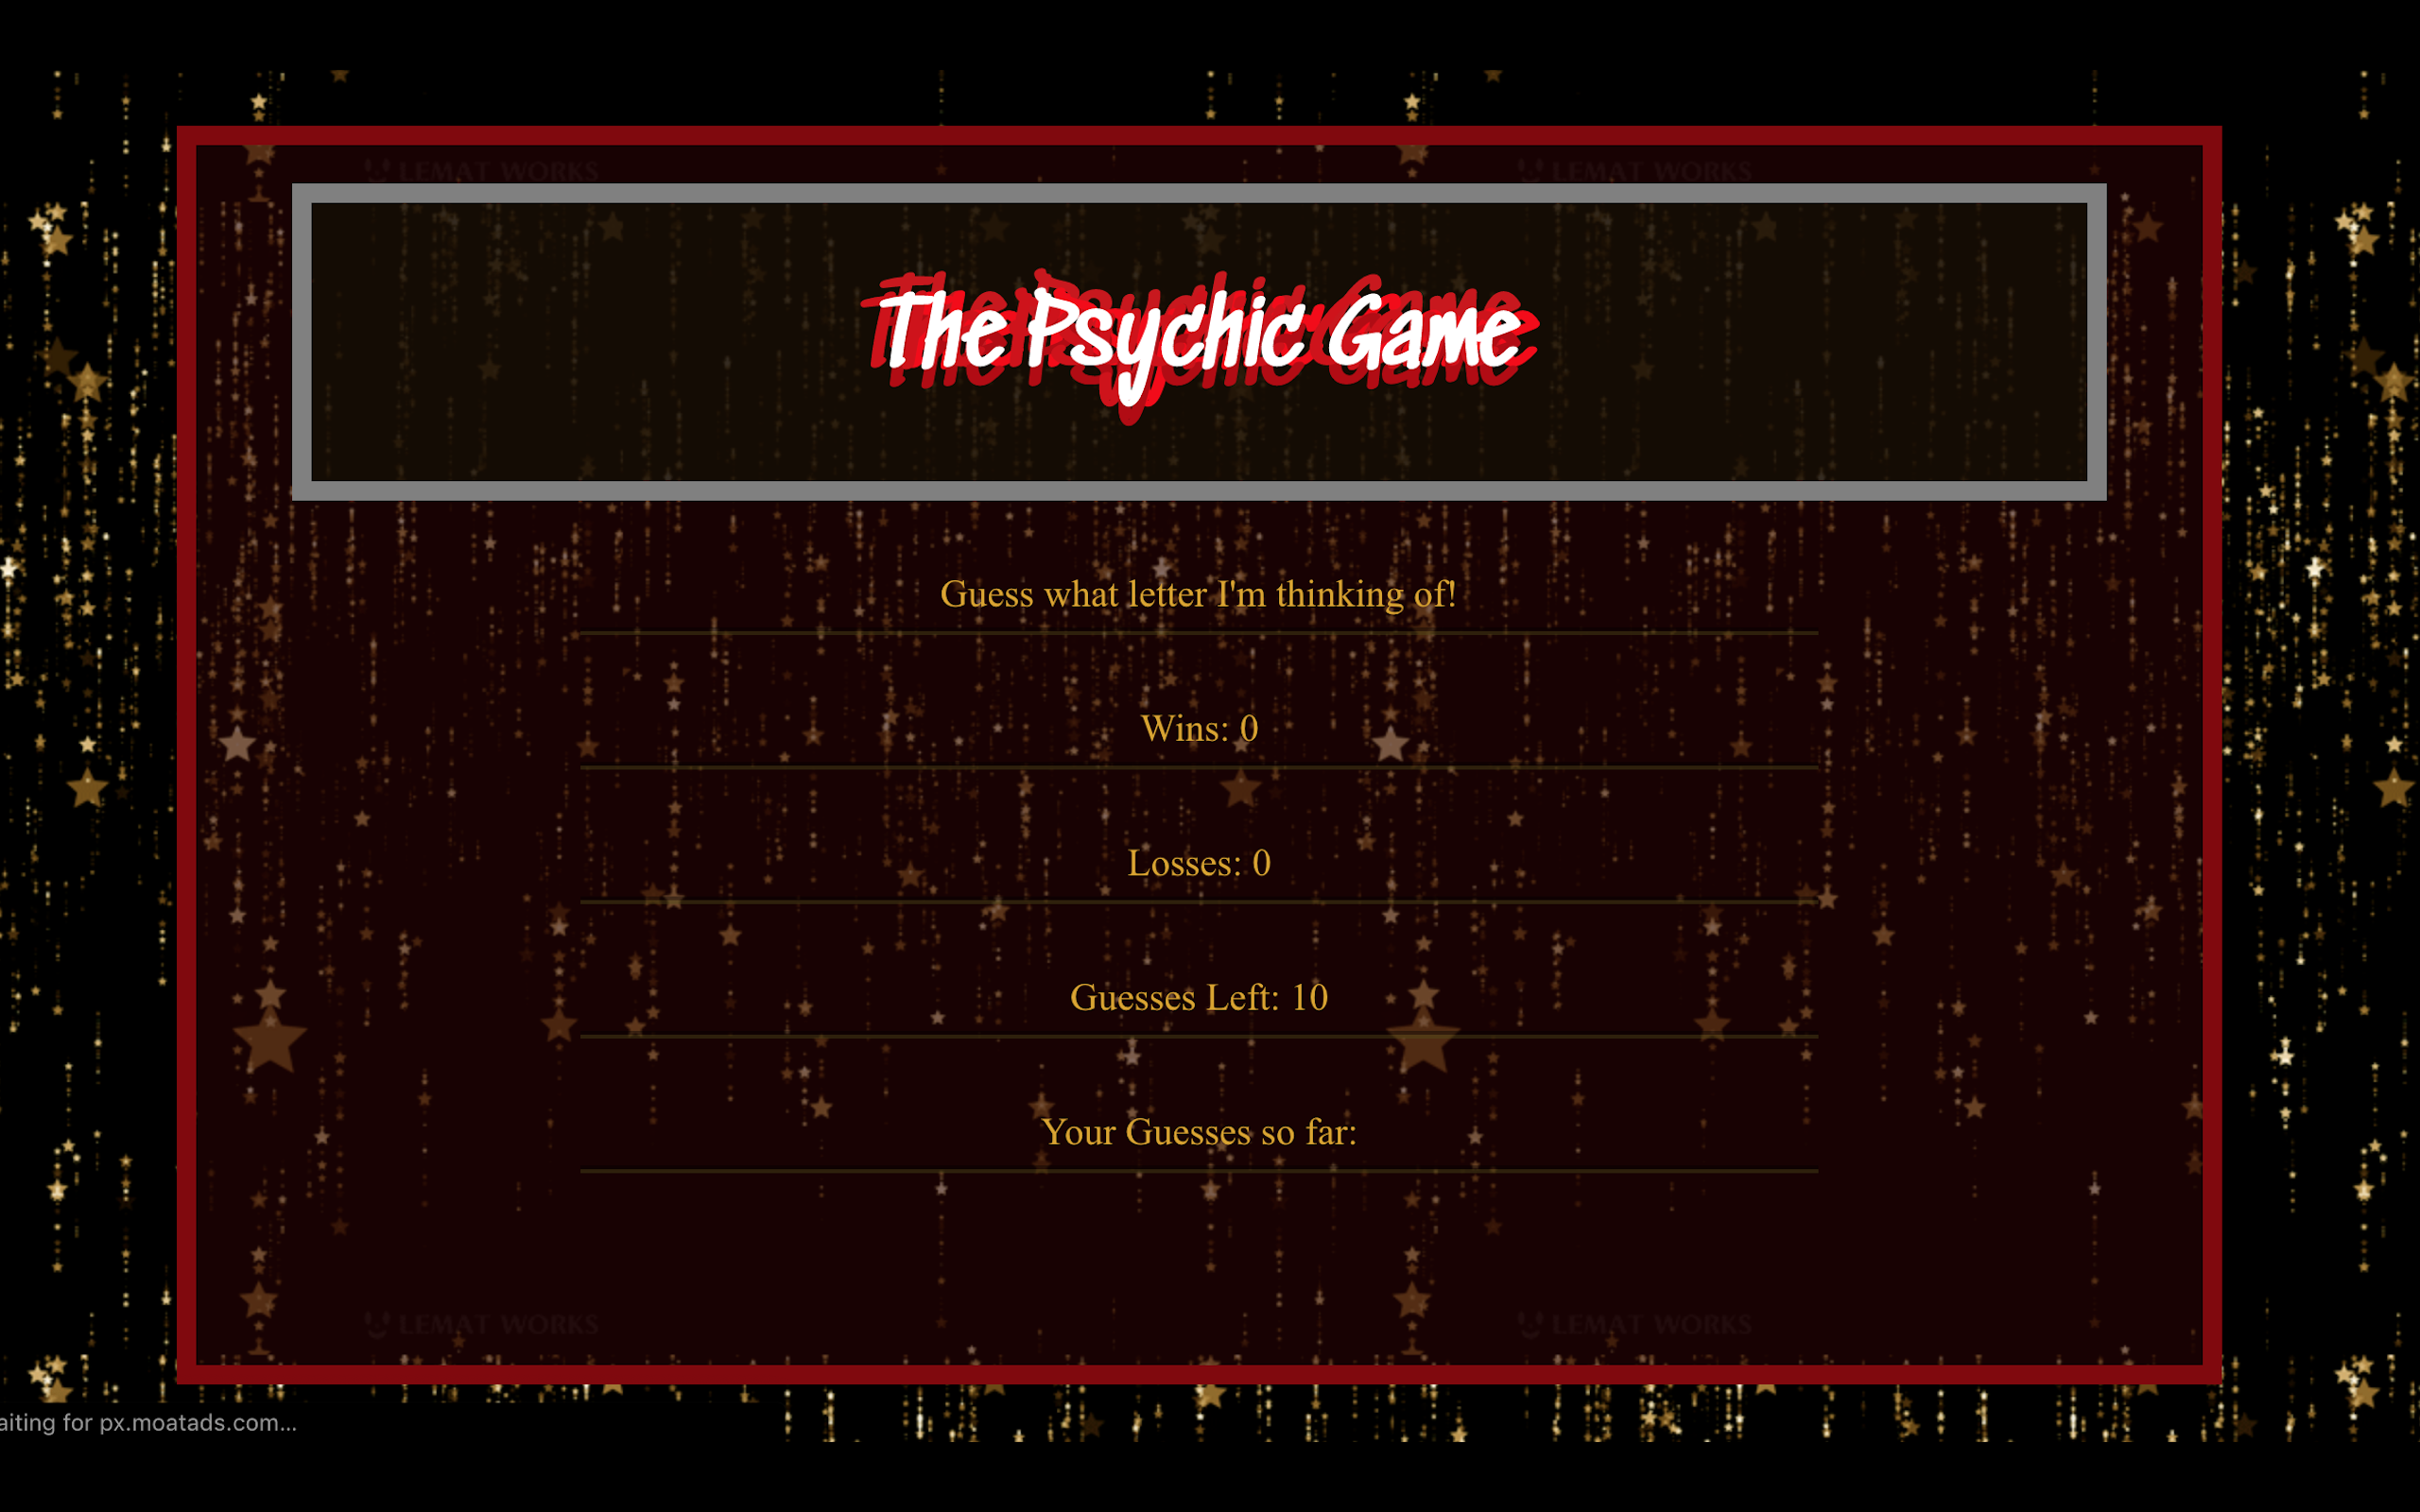 LEMAT WORKS LEMAT WORKS
The Psychic Game
Guess what letter I'm thinking of!
Wins: 0
Losses: 0
Guesses Left: 10
Your Guesses so far:
LEMAT WORKS LEMAT WORKS
aiting for px.moatads.com...